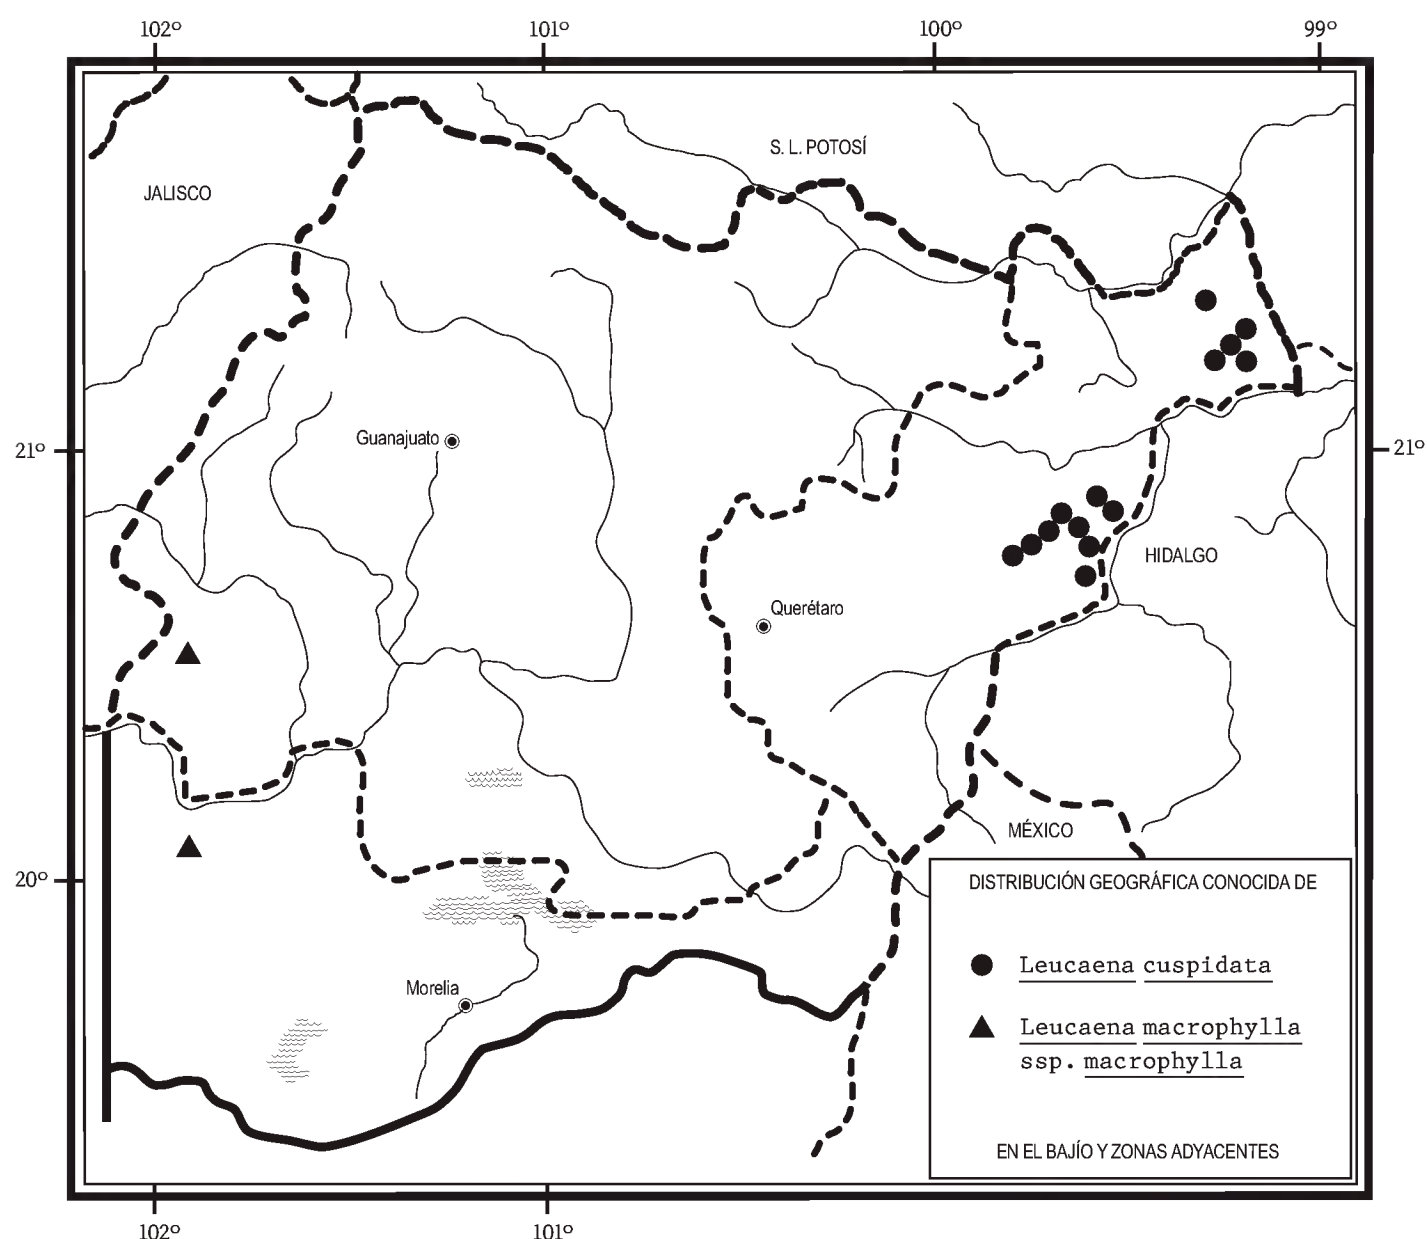 102º 101º 100º 99º
S. L. POTOSÍ
JALISCO
Guanajuato
21º 21º
HIDALGO
Querétaro
MÉXICO
20º
DISTRIBUCIÓN GEOGRÁFICA CONOCIDA DE
Leucaena cuspidata
Morelia
Leucaena macrophylla
ssp. macrophylla
EN EL BAJÍO Y ZONAS ADYACENTES
102º 101º